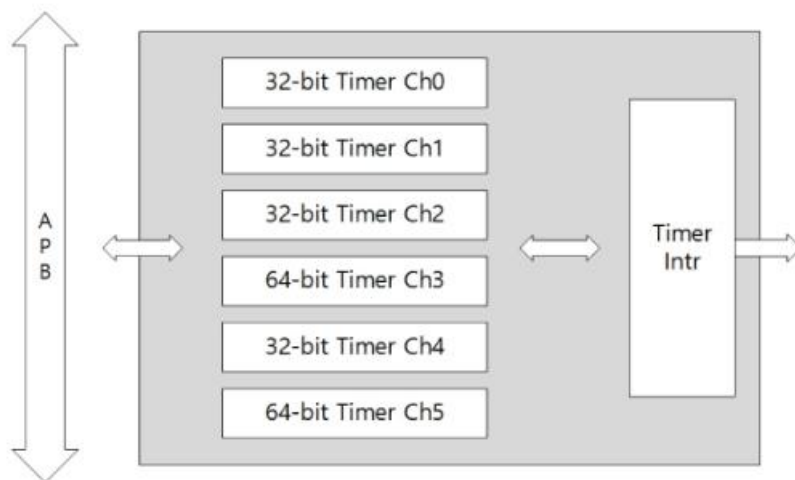 A
P
B
32-bit Timer Ch0
32-bit Timer Ch1
32-bit Timer Ch2
64-bit Timer Ch3
32-bit Timer Ch4
64-bit Timer Ch5
Timer
Intr